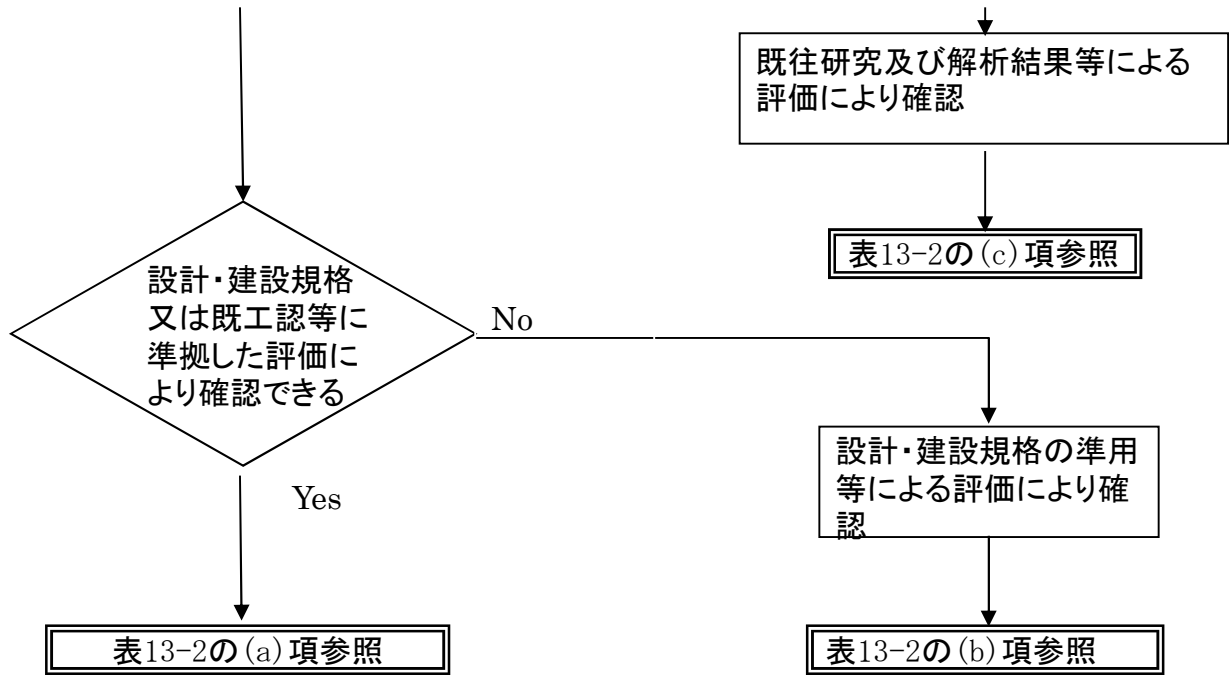 既往研究及び解析結果等による
評価により確認
表13-2の(c)項参照
設計・建設規格
又は既工認等に
準拠した評価に
より確認できる
No
設計・建設規格の準用
等による評価により確
認
Yes
表13-2の(a)項参照
表13-2の(b)項参照